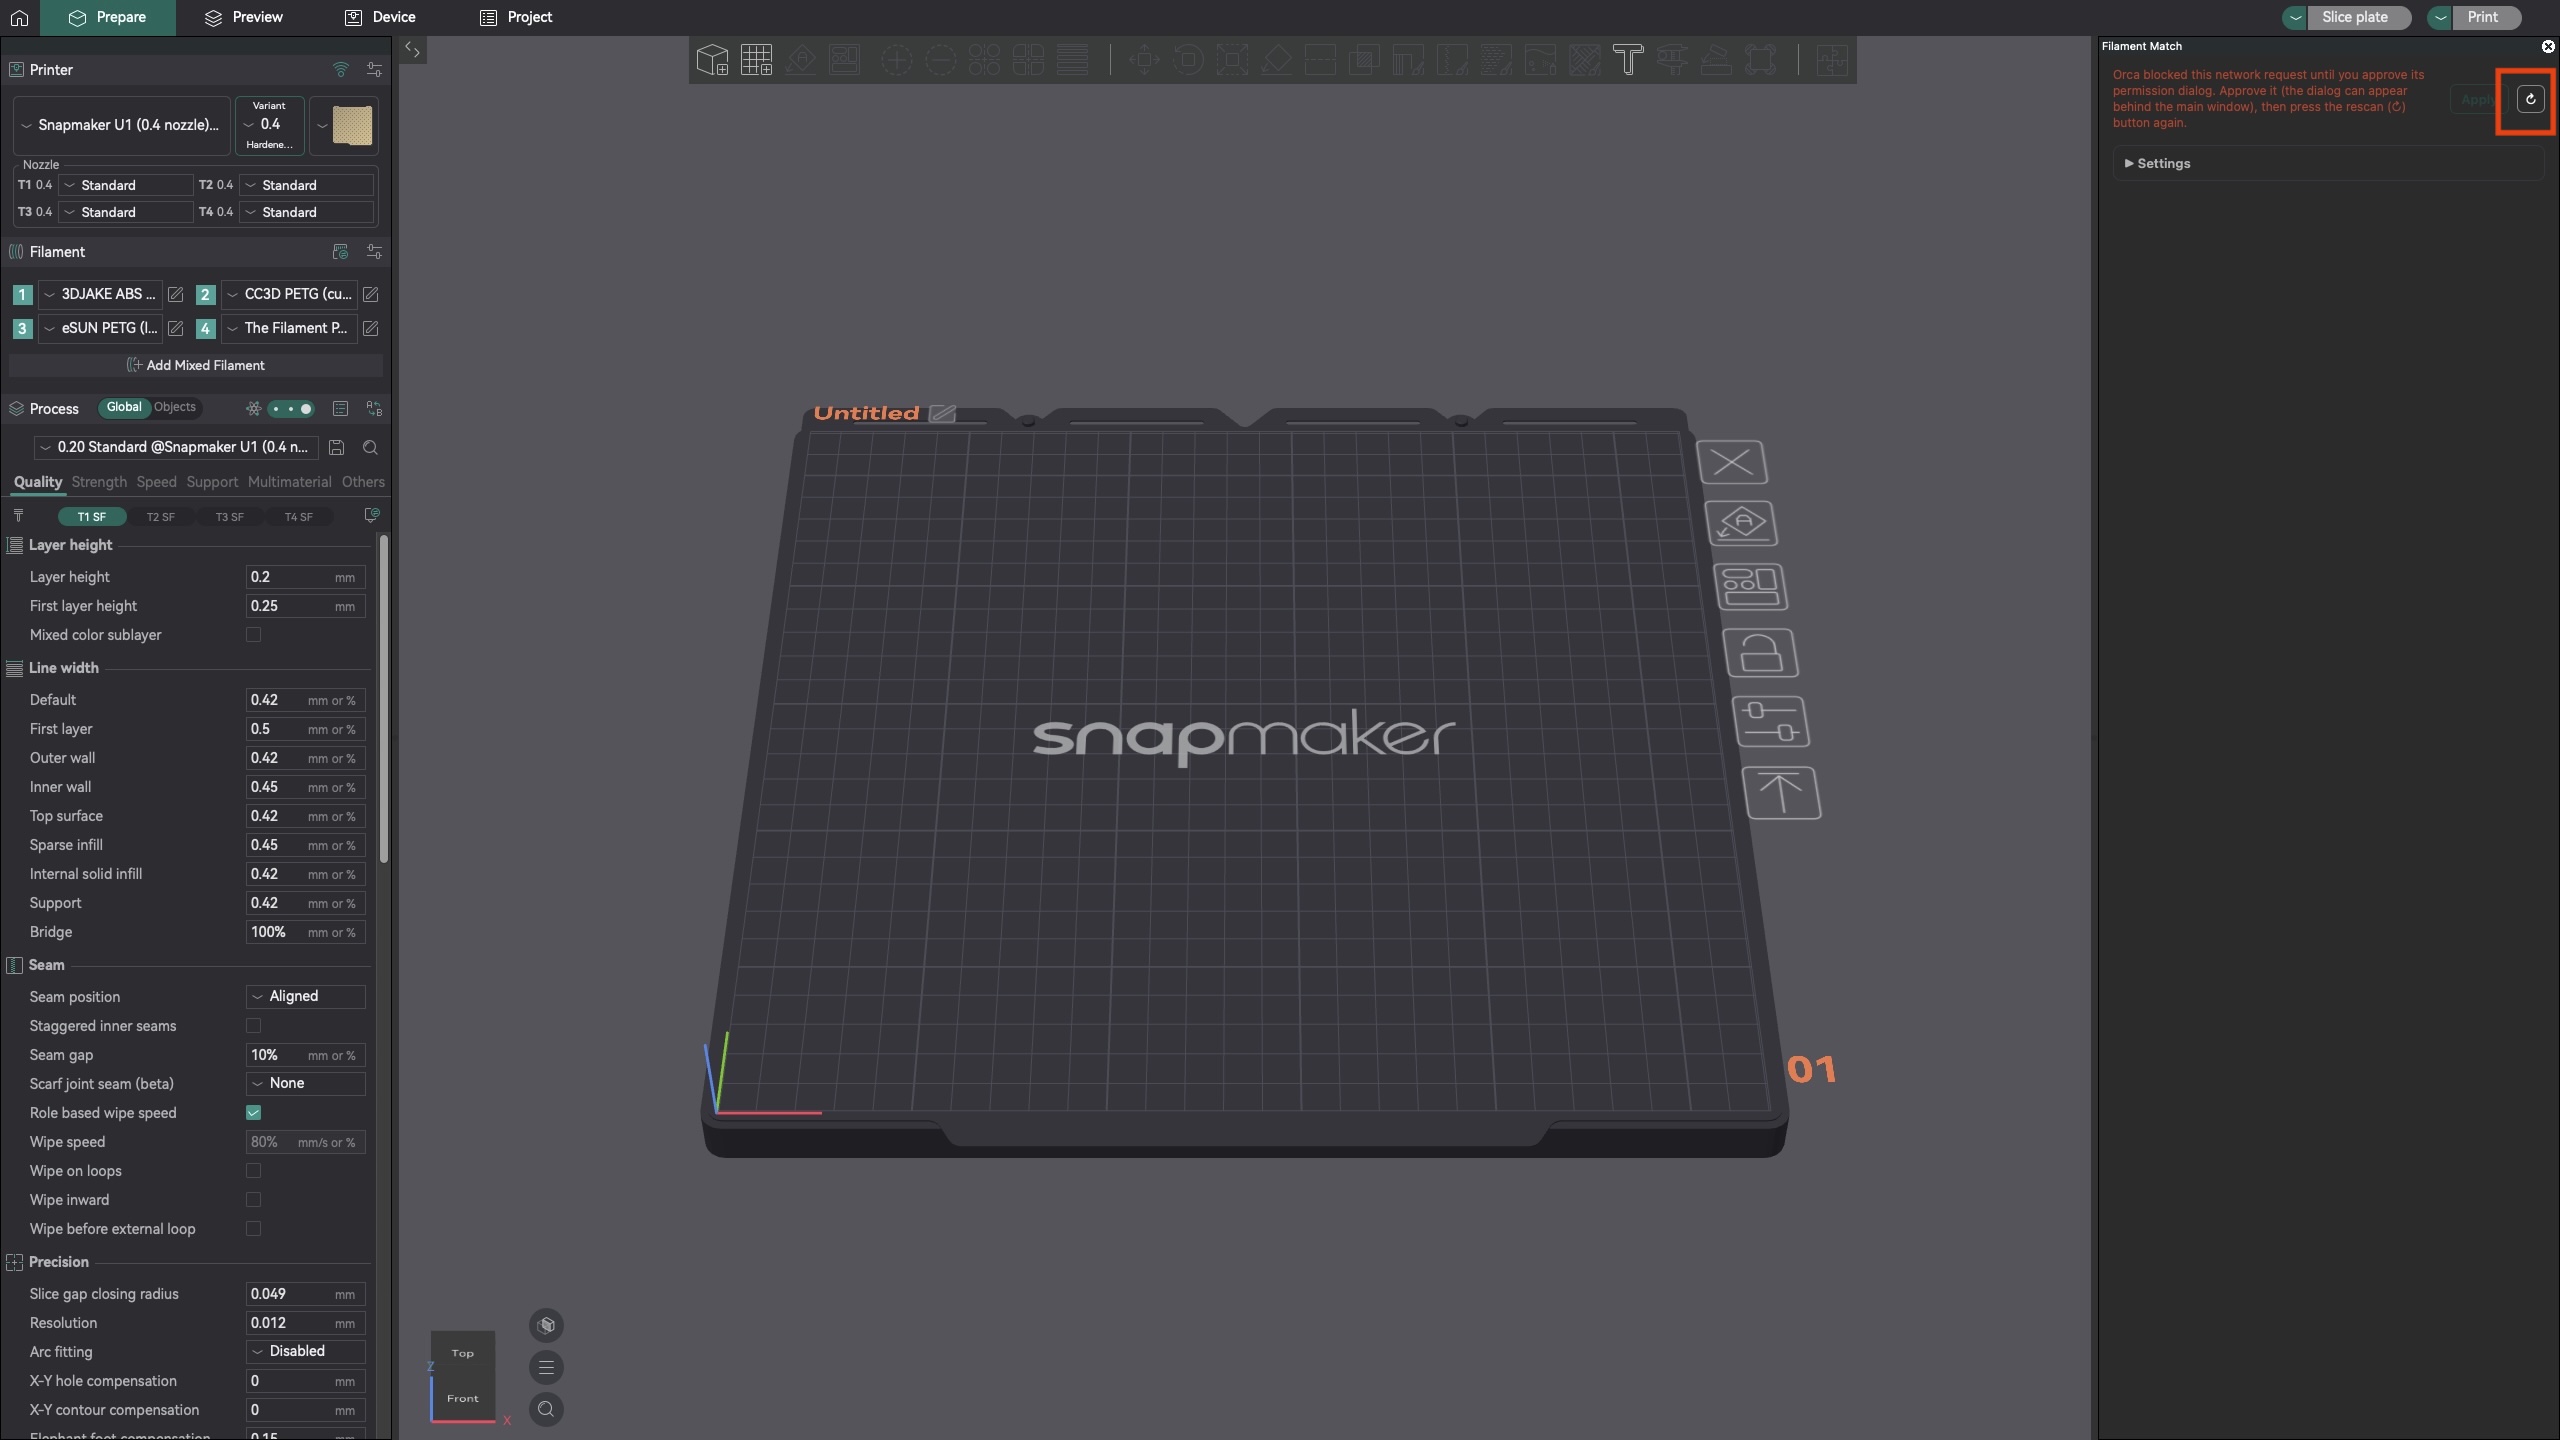 Prepare
Preview
Device
Project
Slice plate
Print
Printer
Snapmaker U1 (0.4 nozzle)...
Variant
0.4
Hardene...
Nozzle
T1 0.4 Standard
T2 0.4 Standard
T3 0.4 Standard
T4 0.4 Standard
Filament
1 3DJAKE ABS ...
2 CC3D PETG (cu...
3 eSUN PETG (l...
4 The Filament P...
Add Mixed Filament
Process Global Objects
0.20 Standard @Snapmaker U1 (0.4 n...
Quality Strength Speed Support Multimaterial Others
T1 SF T2 SF T3 SF T4 SF
Layer height
Layer height 0.2 mm
First layer height 0.25 mm
Mixed color sublayer
Line width
Default 0.42 mm or %
First layer 0.5 mm or %
Outer wall 0.42 mm or %
Inner wall 0.45 mm or %
Top surface 0.42 mm or %
Sparse infill 0.45 mm or %
Internal solid infill 0.42 mm or %
Support 0.42 mm or %
Bridge 100% mm or %
Seam
Seam position Aligned
Staggered inner seams
Seam gap 10% mm or %
Scarf joint seam (beta) None
Role based wipe speed
Wipe speed 80% mm/s or %
Wipe on loops
Wipe inward
Wipe before external loop
Precision
Slice gap closing radius 0.049 mm
Resolution 0.012 mm
Arc fitting Disabled
X-Y hole compensation 0 mm
X-Y contour compensation 0 mm
Untitled
snapmaker
01
Top
Front
Z
X
Filament Match
Orca blocked this network request until you approve its
permission dialog. Approve it (the dialog can appear
behind the main window), then press the rescan (↻)
button again.
Apply
Settings